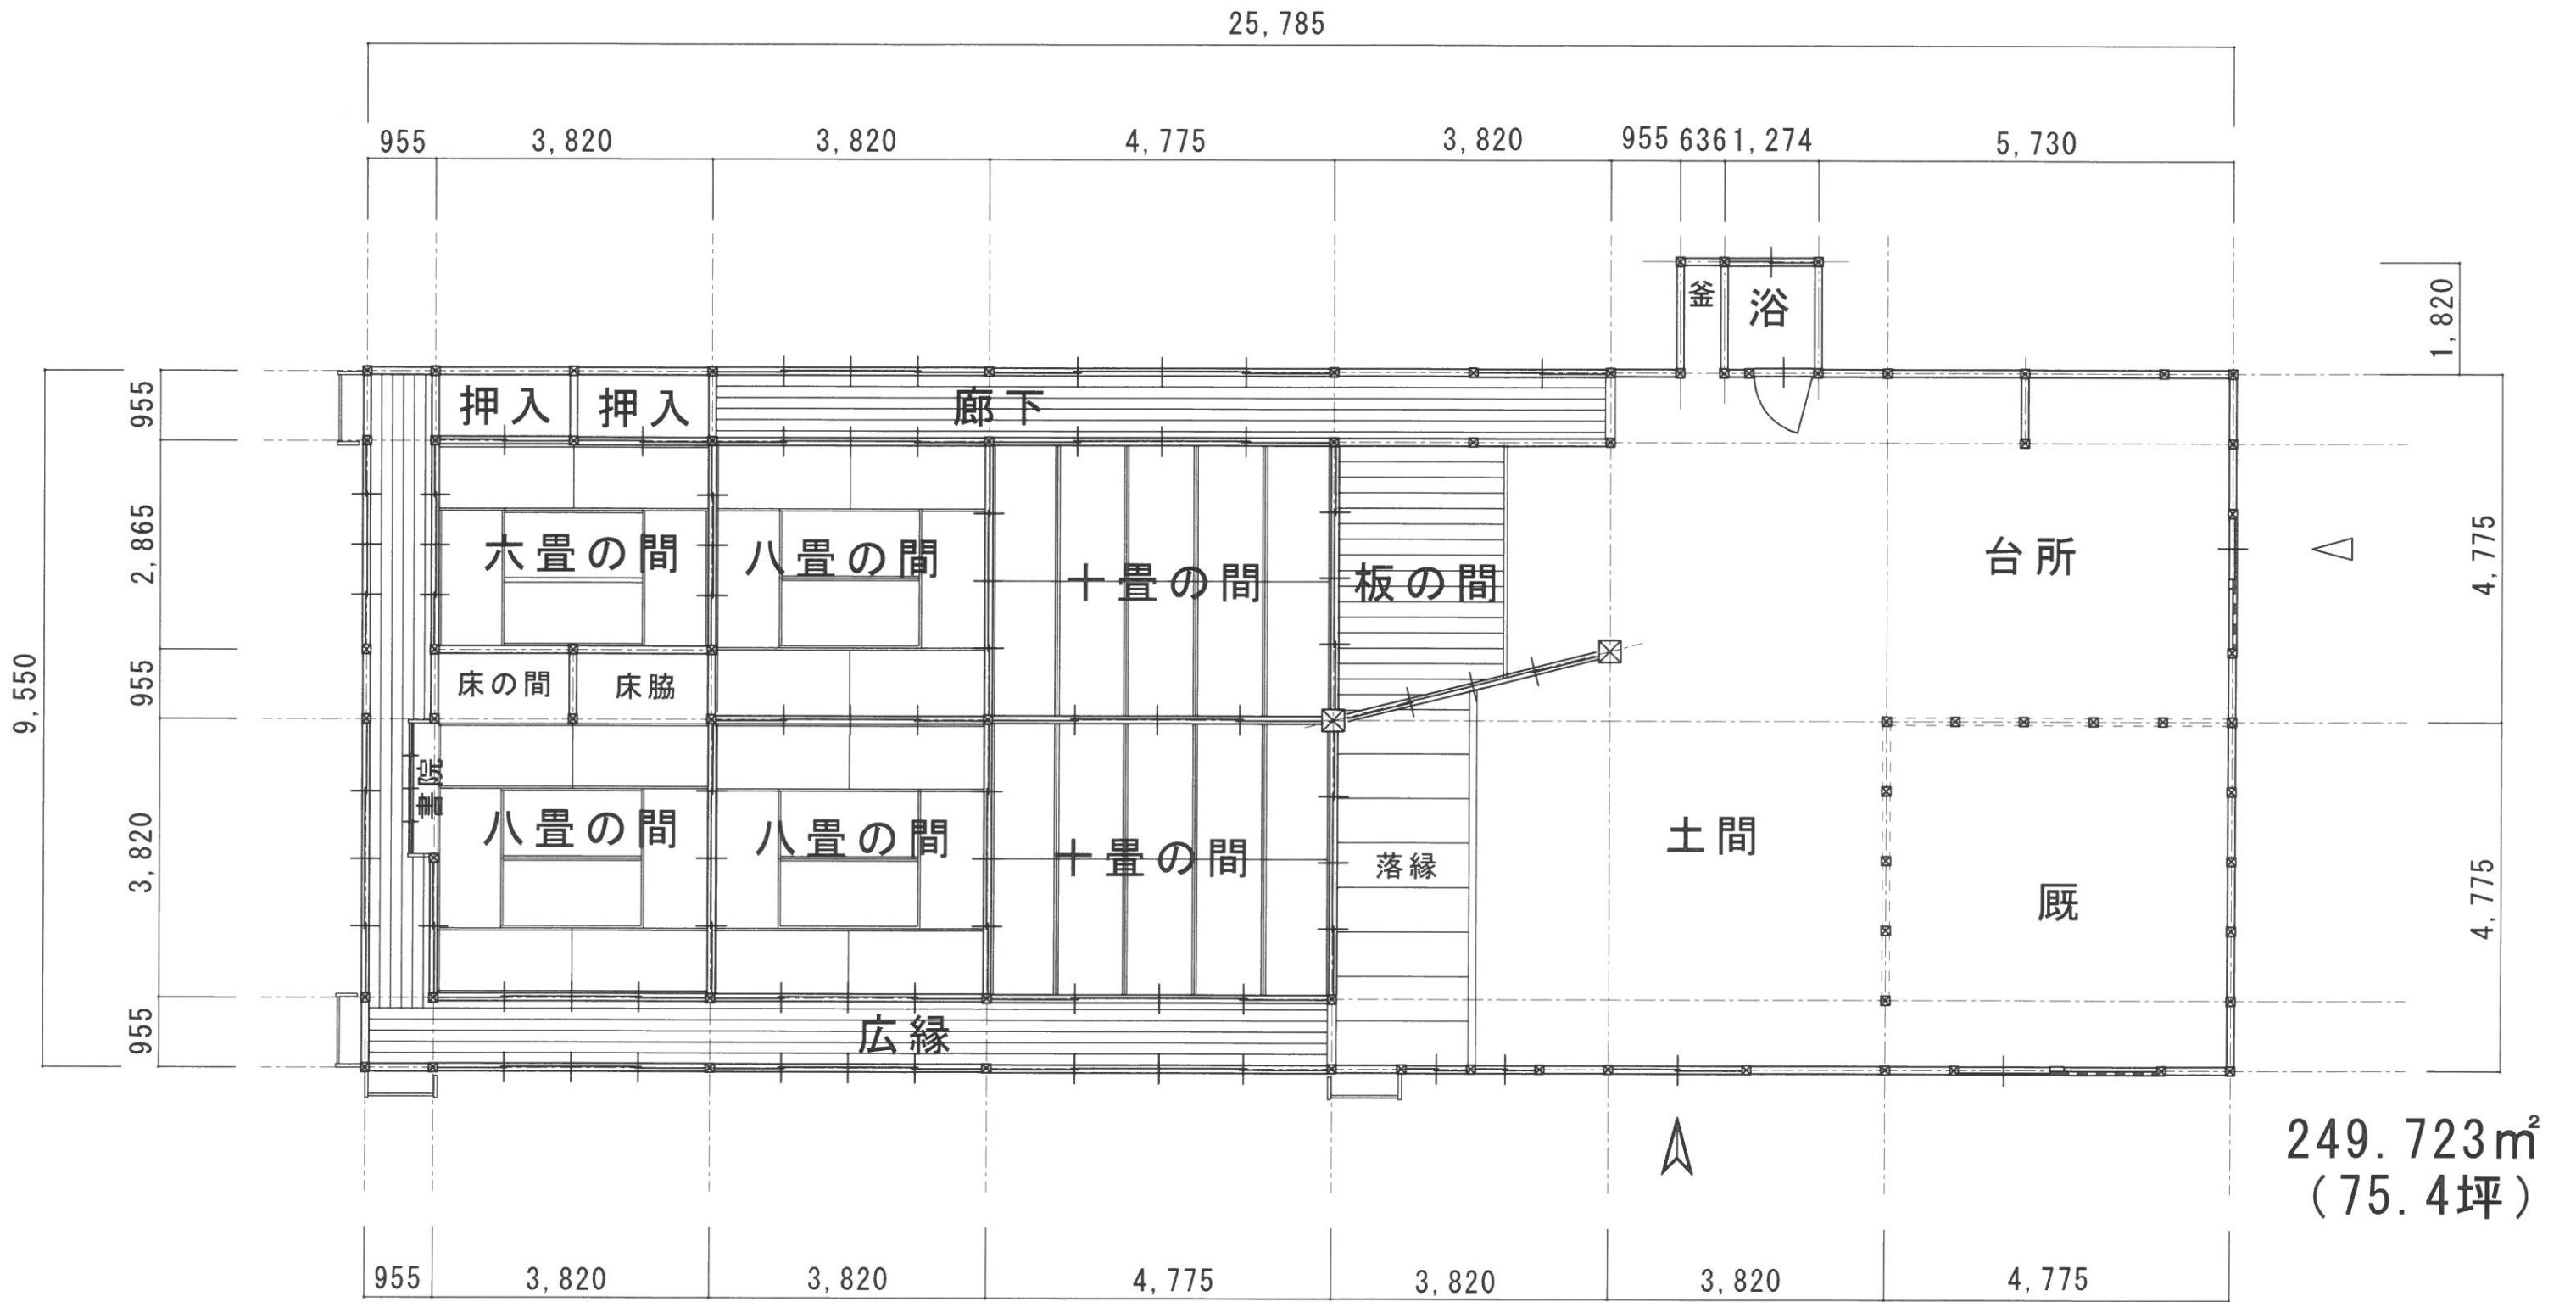 25,785
955 3,820 3,820 4,775 3,820 955 636 1,274 5,730
釜 浴
1,820
押入 押入 廊下
955
六畳の間 八畳の間 十畳の間 板の間 台所
2,865
4,775
床の間 床脇
955
9,550
書院
八畳の間 八畳の間 十畳の間 落縁 土間 厩
3,820
4,775
広縁
955
249.723㎡
(75.4坪)
955 3,820 3,820 4,775 3,820 3,820 4,775